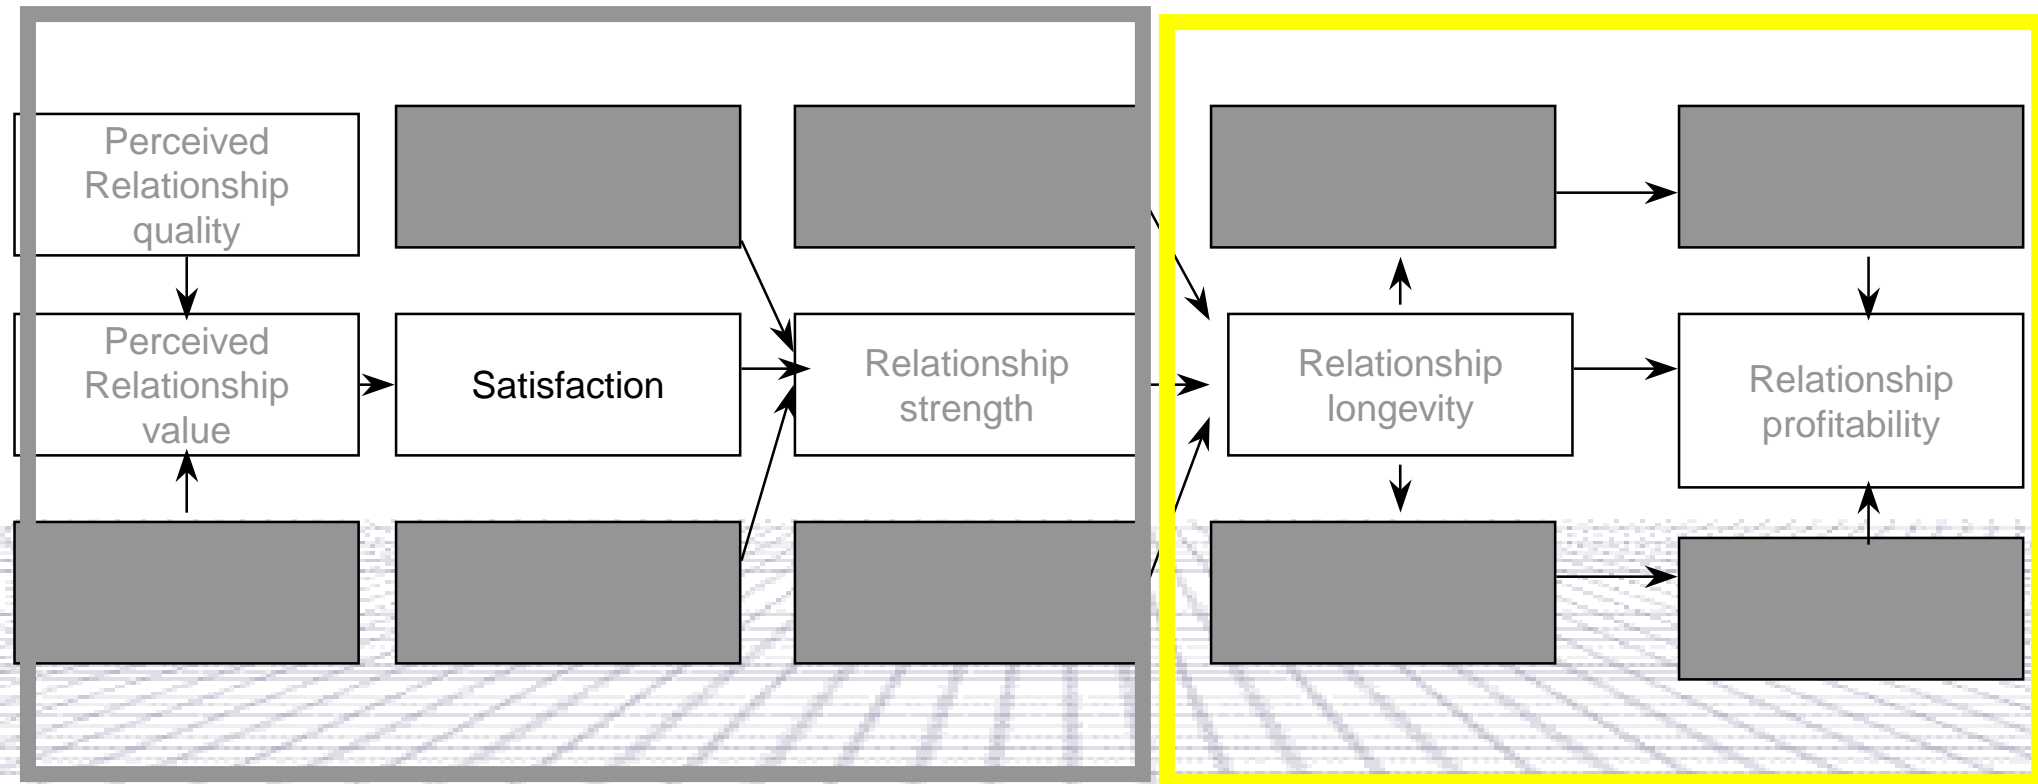 Perceived
Relationship
quality
Perceived
Relationship
value
Satisfaction
Relationship
strength
Relationship
longevity
Relationship
profitability